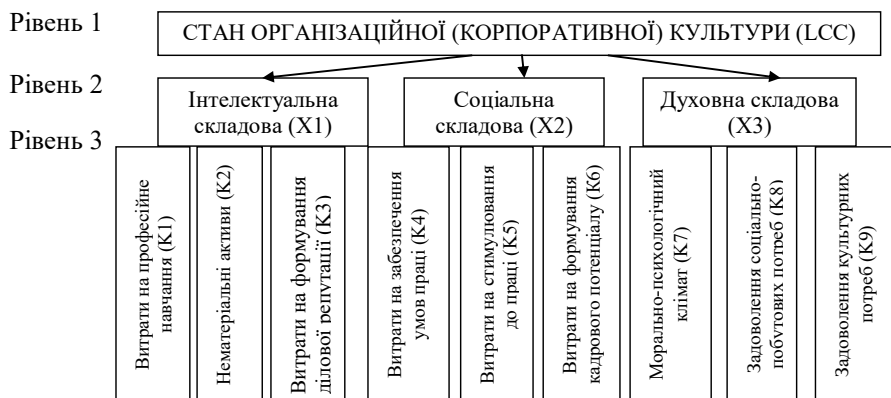 Рівень 1
СТАН ОРГАНІЗАЦІЙНОЇ (КОРПОРАТИВНОЇ) КУЛЬТУРИ (LCC)
Рівень 2
Інтелектуальна
складова (X1)
Соціальна
складова (X2)
Духовна складова
(X3)
Рівень 3
Витрати на професійне
навчання (K1)
Нематеріальні активи (K2)
Витрати на формування
ділової репутації (K3)
Витрати на забезпечення
умов праці (K4)
Витрати на стимулювання
до праці (K5)
Витрати на формування
кадрового потенціалу (K6)
Морально-психологічний
клімат (K7)
Задоволення соціально-
побутових потреб (K8)
Задоволення культурних
потреб (K9)